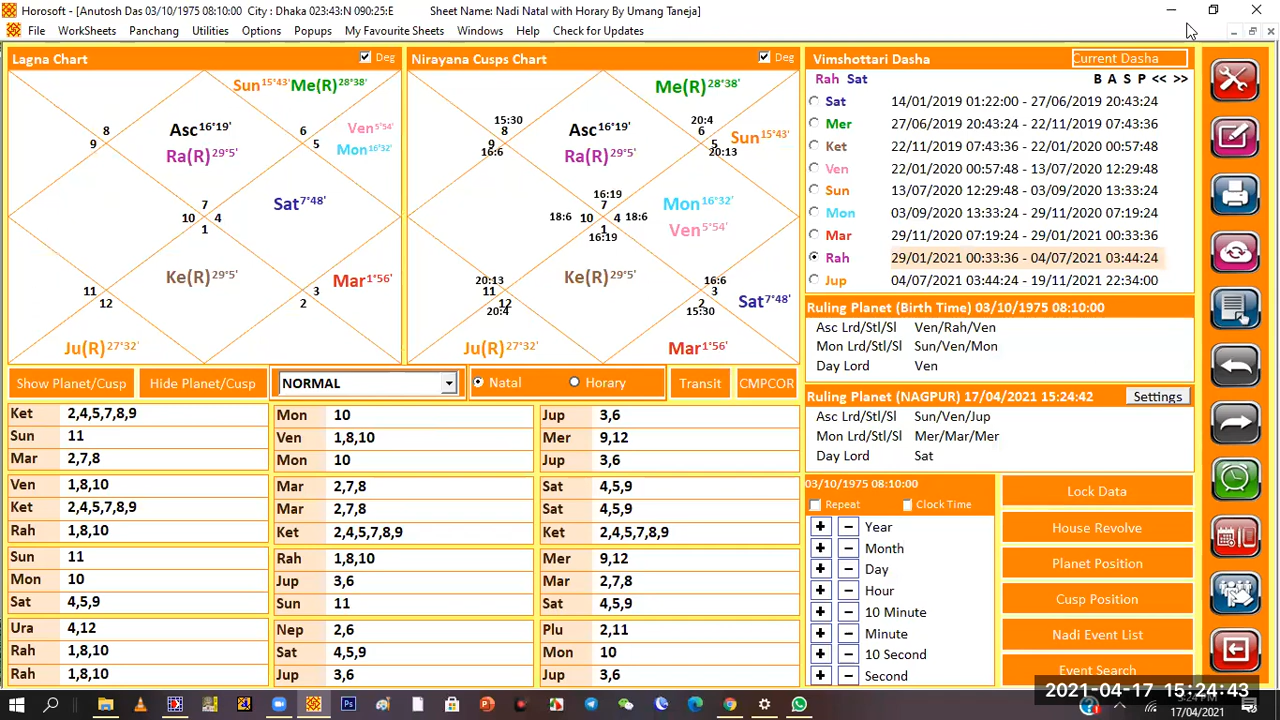 Horosoft - [Anutosh Das 03/10/1975 08:10:00 City : Dhaka 023:43N 090:25:E Sheet Name: Nadi Natal with Horary By Umang Taneja]
File WorkSheets Panchang Utilities Options Popups My Favourite Sheets Windows Help Check for Updates
Lagna Chart Deg
Sun 15°43' Me(R) 28°38'
8 Asc 16°19' 6 Ven 5°54'
9 Ra(R) 29°5' 5 Mon 16°32'
Sat 7°48'
7
10 4
1
Ke(R) 29°5' Mar 1°56'
11 3
12 2
Ju(R) 27°32'
Nirayana Cusps Chart Deg
Me(R) 28°38'
15:30 20:4
8 Asc 16°19' 6 Sun 15°43'
9 5
16:6 Ra(R) 29°5' 20:13
16:19
7 Mon 16°32'
18:6 10 4 18:6
1 Ven 5°54'
16:19
20:13 Ke(R) 29°5' 16:6
11 3
12 2 Sat 7°48'
20:4 15:30
Ju(R) 27°32' Mar 1°56'
Vimshottari Dasha Current Dasha
Rah Sat B A S P << >>
Sat 14/01/2019 01:22:00 - 27/06/2019 20:43:24
Mer 27/06/2019 20:43:24 - 22/11/2019 07:43:36
Ket 22/11/2019 07:43:36 - 22/01/2020 00:57:48
Ven 22/01/2020 00:57:48 - 13/07/2020 12:29:48
Sun 13/07/2020 12:29:48 - 03/09/2020 13:33:24
Mon 03/09/2020 13:33:24 - 29/11/2020 07:19:24
Mar 29/11/2020 07:19:24 - 29/01/2021 00:33:36
Rah 29/01/2021 00:33:36 - 04/07/2021 03:44:24
Jup 04/07/2021 03:44:24 - 19/11/2021 22:34:00
Ruling Planet (Birth Time) 03/10/1975 08:10:00
Asc Lrd/Stl/Sl Ven/Rah/Ven
Mon Lrd/Stl/Sl Sun/Ven/Mon
Day Lord Ven
Ruling Planet (NAGPUR) 17/04/2021 15:24:42 Settings
Asc Lrd/Stl/Sl Sun/Ven/Jup
Mon Lrd/Stl/Sl Mer/Mar/Mer
Day Lord Sat
Show Planet/Cusp Hide Planet/Cusp NORMAL Natal Horary Transit CMPCOR
Ket 2,4,5,7,8,9 Mon 10 Jup 3,6
Sun 11 Ven 1,8,10 Mer 9,12
Mar 2,7,8 Mon 10 Jup 3,6
Ven 1,8,10 Mar 2,7,8 Sat 4,5,9
Ket 2,4,5,7,8,9 Mar 2,7,8 Sat 4,5,9
Rah 1,8,10 Ket 2,4,5,7,8,9 Ket 2,4,5,7,8,9
Sun 11 Rah 1,8,10 Mer 9,12
Mon 10 Jup 3,6 Mar 2,7,8
Sat 4,5,9 Sun 11 Sat 4,5,9
Ura 4,12 Nep 2,6 Plu 2,11
Rah 1,8,10 Sat 4,5,9 Mon 10
Rah 1,8,10 Jup 3,6 Jup 3,6
03/10/1975 08:10:00
Repeat Clock Time
+ − Year
+ − Month
+ − Day
+ − Hour
+ − 10 Minute
+ − Minute
+ − 10 Second
+ − Second
Lock Data
House Revolve
Planet Position
Cusp Position
Nadi Event List
Event Search
2021-04-17 15:24:43
17/04/2021